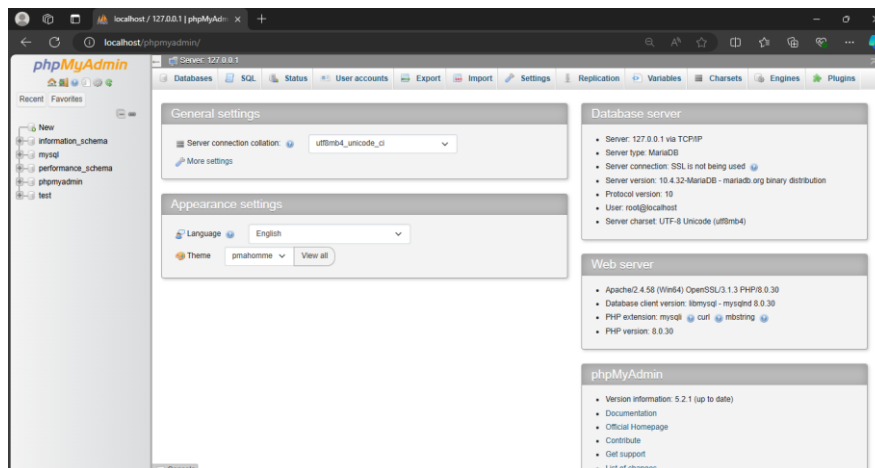 localhost / 127.0.0.1 | phpMyAdm
localhost/phpmyadmin/
phpMyAdmin
Recent Favorites
New
information_schema
mysql
performance_schema
phpmyadmin
test
Server: 127.0.0.1
Databases SQL Status User accounts Export Import Settings Replication Variables Charsets Engines Plugins
General settings
Server connection collation: utf8mb4_unicode_ci
More settings
Appearance settings
Language English
Theme pmahomme View all
Database server
Server: 127.0.0.1 via TCP/IP
Server type: MariaDB
Server connection: SSL is not being used
Server version: 10.4.32-MariaDB - mariadb.org binary distribution
Protocol version: 10
User: root@localhost
Server charset: UTF-8 Unicode (utf8mb4)
Web server
Apache/2.4.58 (Win64) OpenSSL/3.1.3 PHP/8.0.30
Database client version: libmysql - mysqlnd 8.0.30
PHP extension: mysqli curl mbstring
PHP version: 8.0.30
phpMyAdmin
Version information: 5.2.1 (up to date)
Documentation
Official Homepage
Contribute
Get support
List of changes